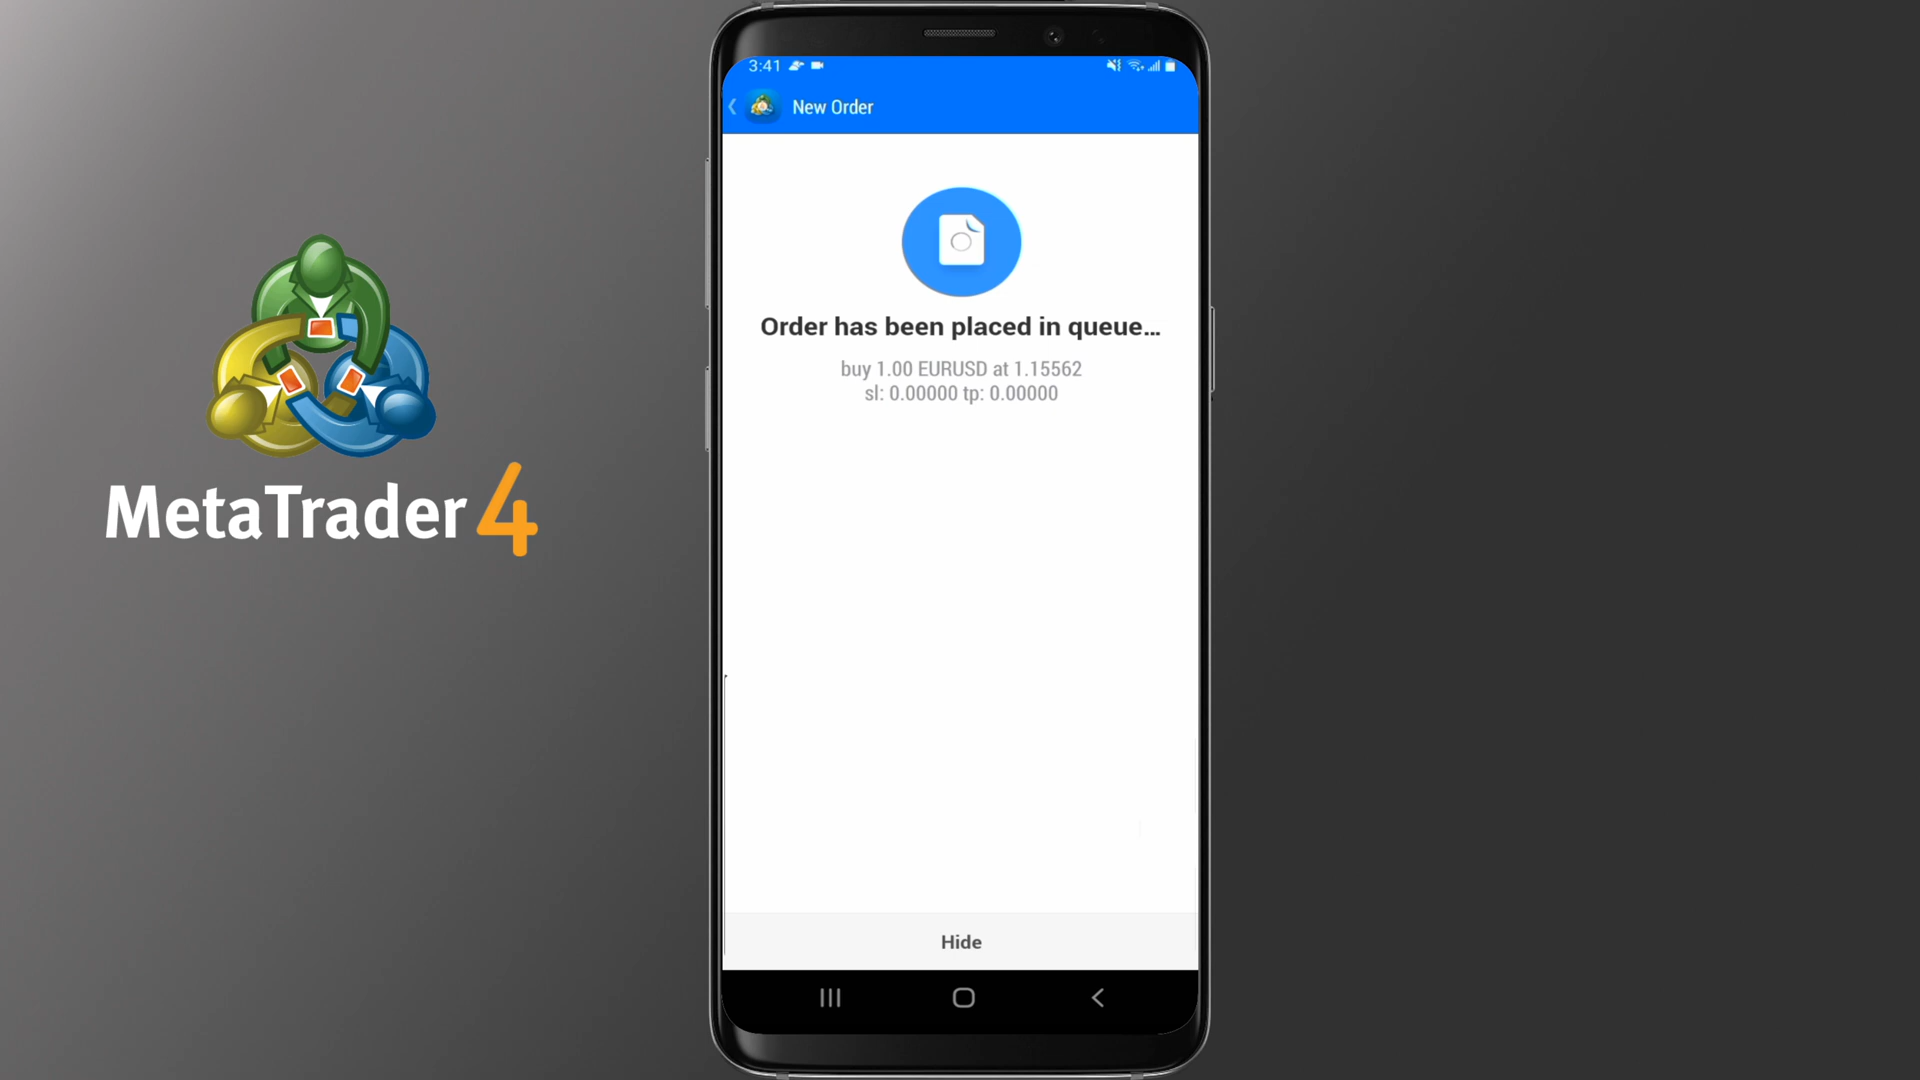 3:41
New Order
Order has been placed in queue...
buy 1.00 EURUSD at 1.15562
sl: 0.00000 tp: 0.00000
Hide
MetaTrader 4